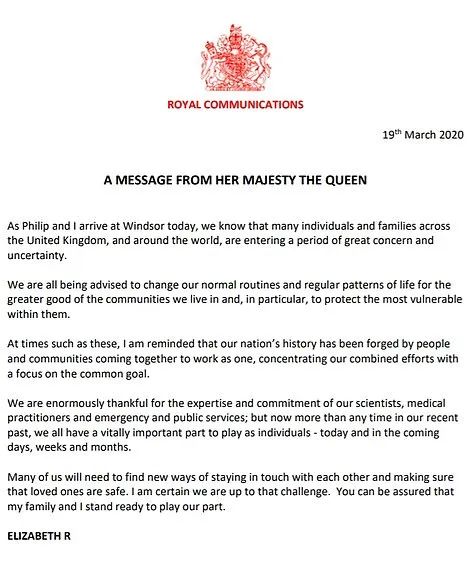 ROYAL COMMUNICATIONS
19th March 2020
A MESSAGE FROM HER MAJESTY THE QUEEN
As Philip and I arrive at Windsor today, we know that many individuals and families across
the United Kingdom, and around the world, are entering a period of great concern and
uncertainty.
We are all being advised to change our normal routines and regular patterns of life for the
greater good of the communities we live in and, in particular, to protect the most vulnerable
within them.
At times such as these, I am reminded that our nation's history has been forged by people
and communities coming together to work as one, concentrating our combined efforts with
a focus on the common goal.
We are enormously thankful for the expertise and commitment of our scientists, medical
practitioners and emergency and public services; but now more than any time in our recent
past, we all have a vitally important part to play as individuals - today and in the coming
days, weeks and months.
Many of us will need to find new ways of staying in touch with each other and making sure
that loved ones are safe. I am certain we are up to that challenge. You can be assured that
my family and I stand ready to play our part.
ELIZABETH R